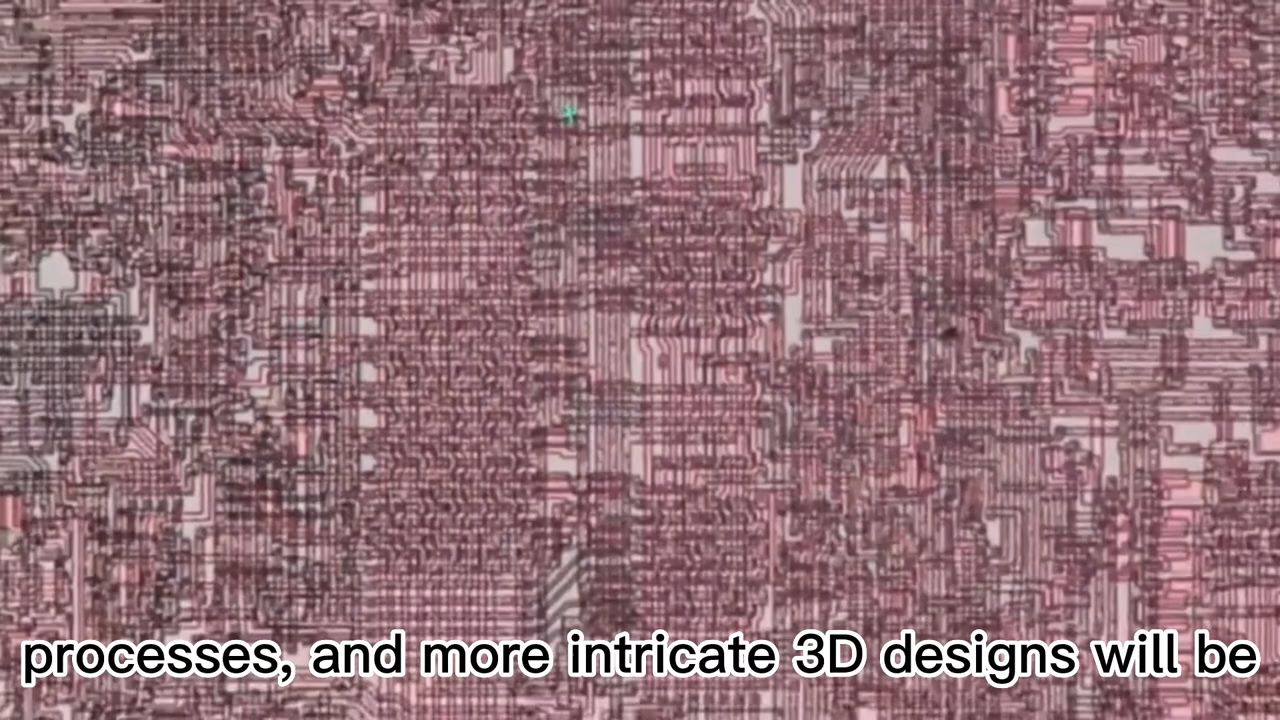 processes, and more intricate 3D designs will be